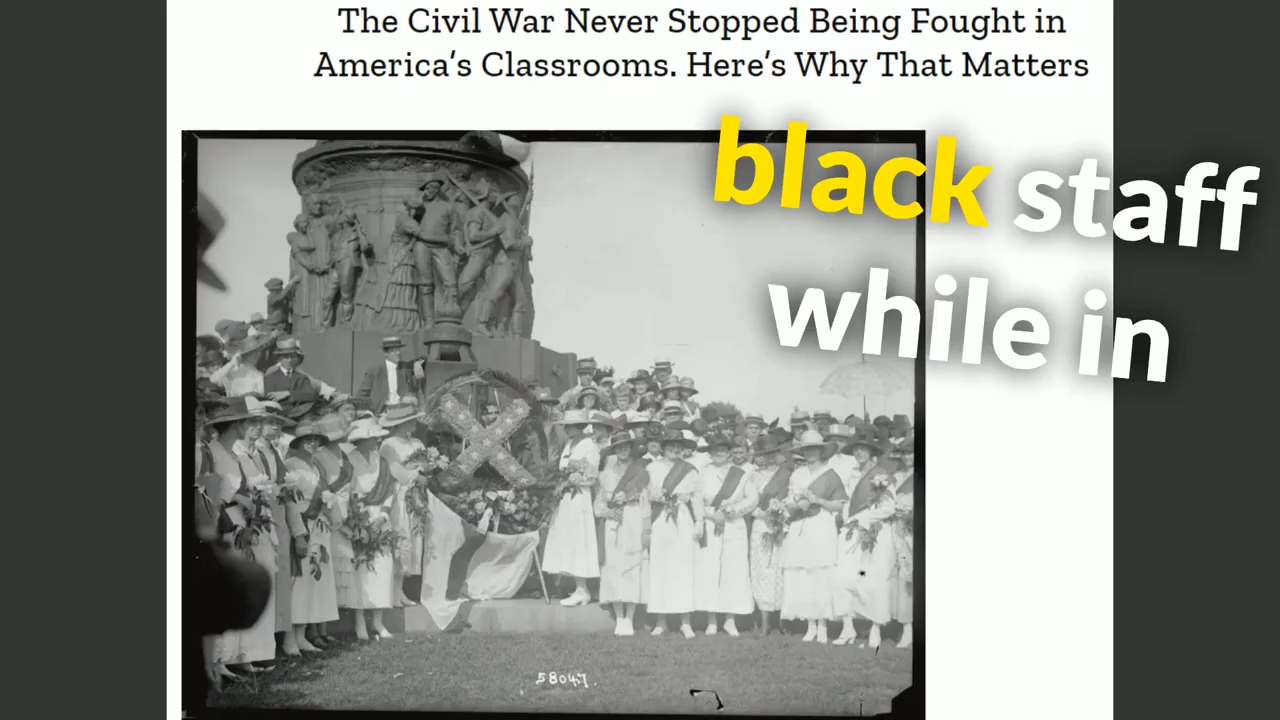 The Civil War Never Stopped Being Fought in
America’s Classrooms. Here’s Why That Matters
black staff
while in
58047.